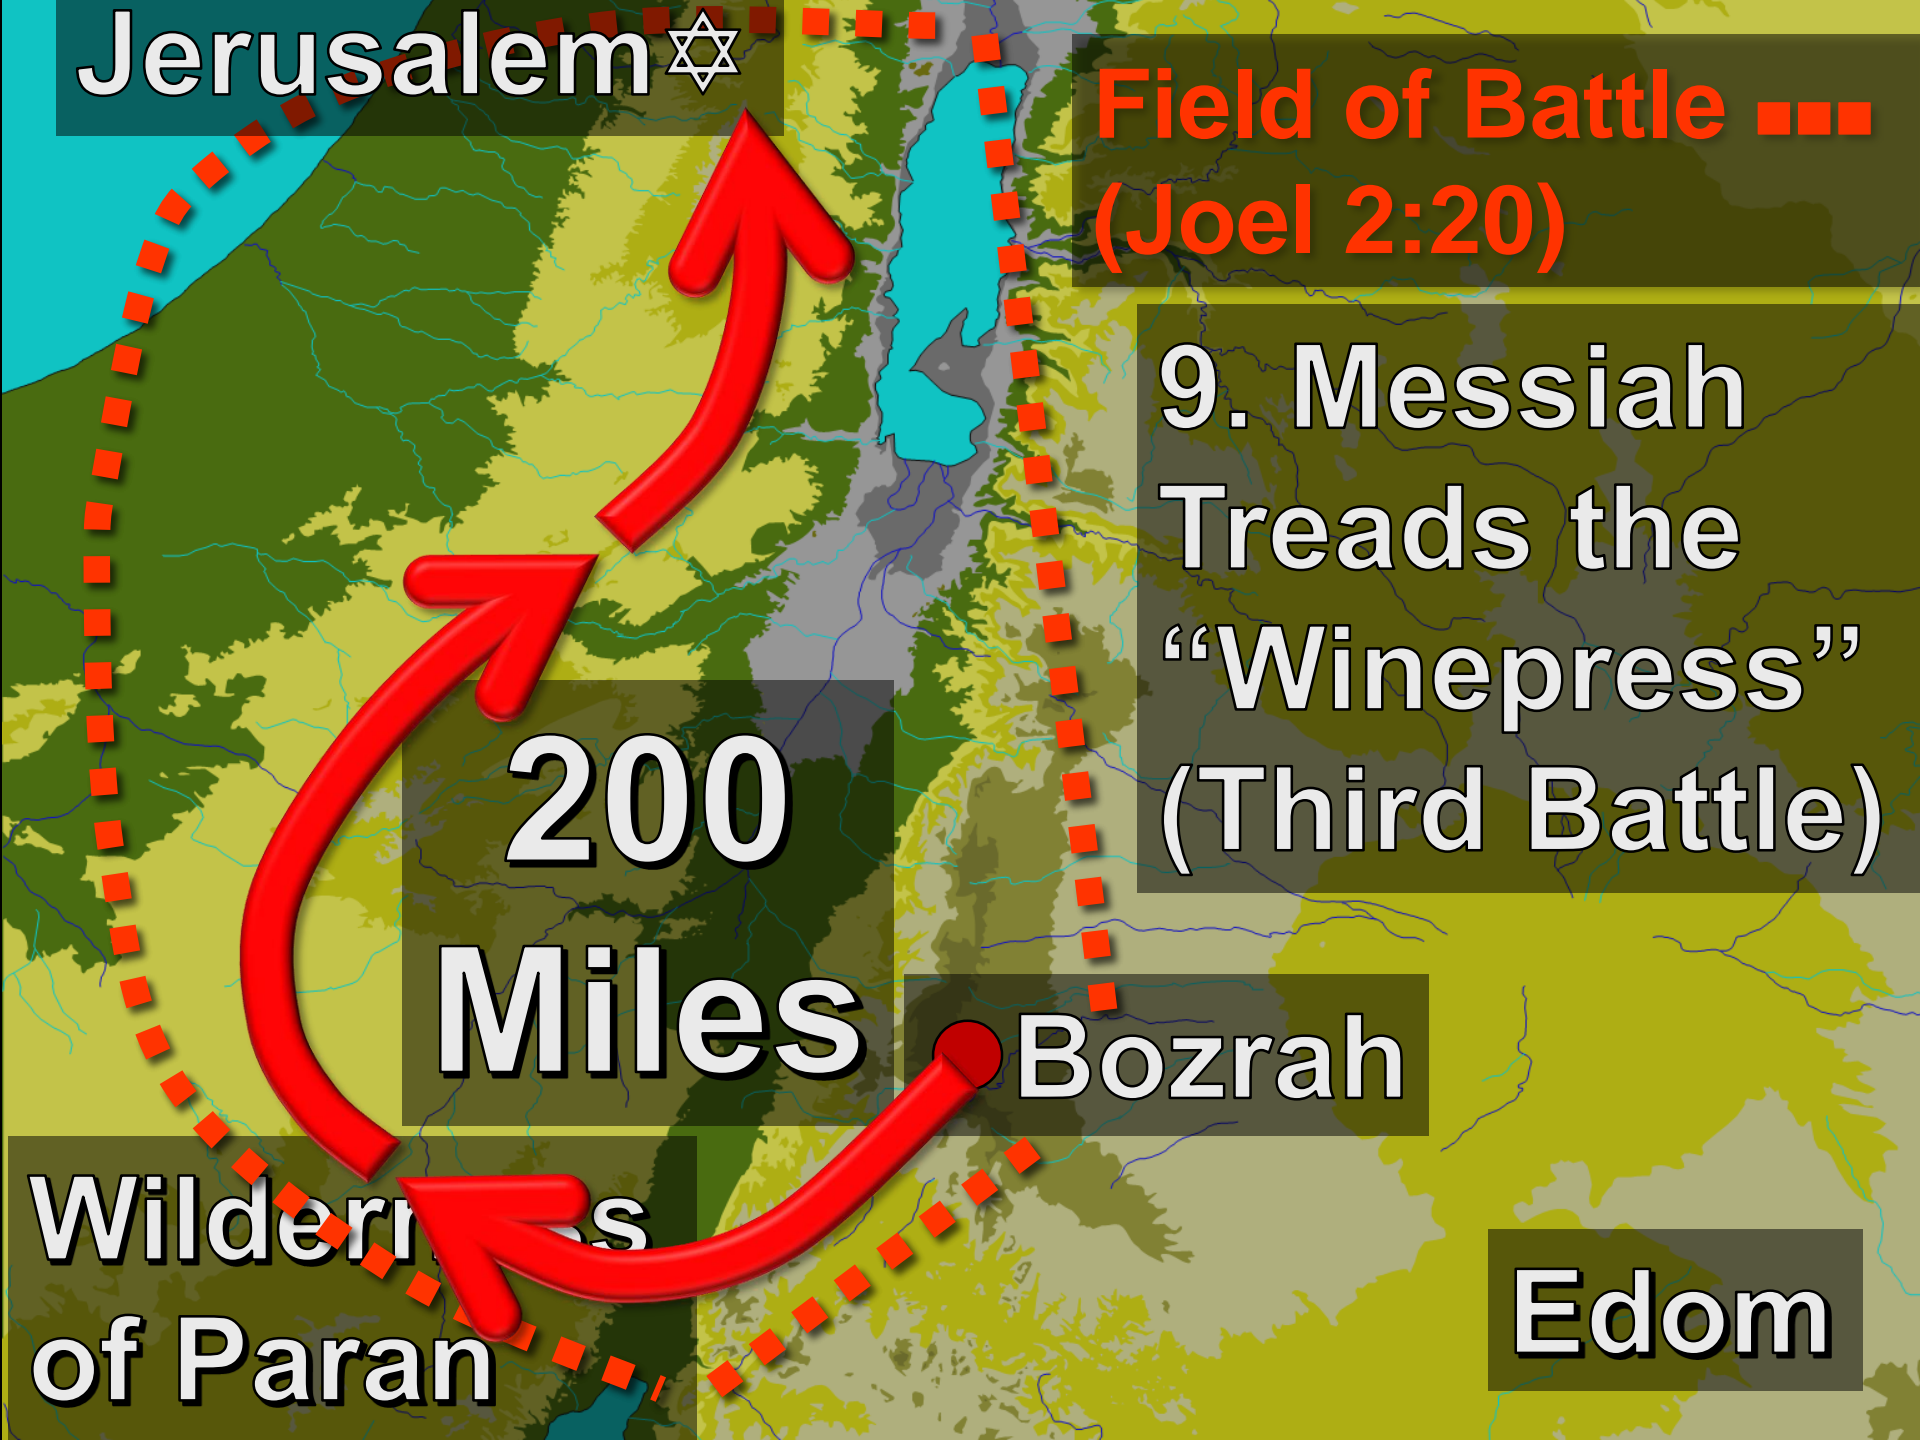 Jerusalem✡
Field of Battle
(Joel 2:20)
9. Messiah
Treads the
“Winepress”
(Third Battle)
200
Miles
Bozrah
Wilderness
of Paran
Edom